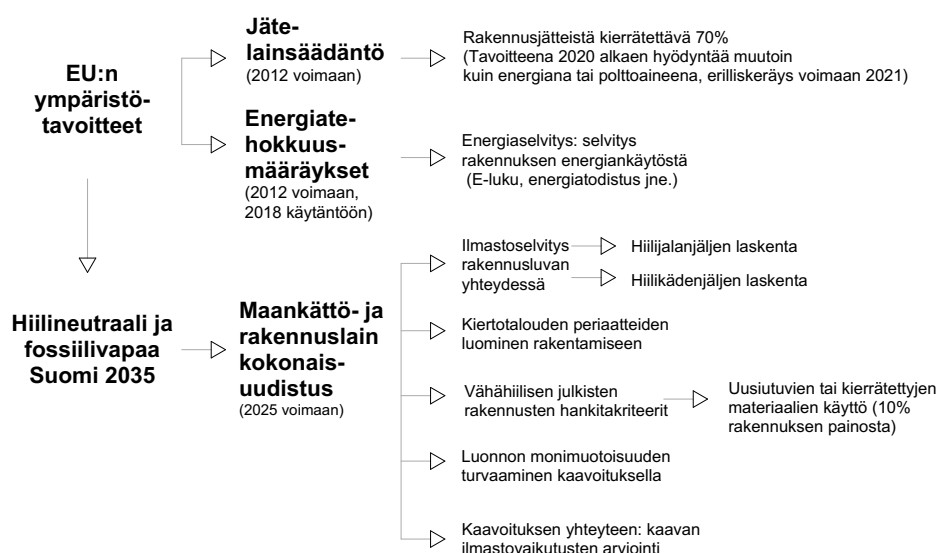 EU:n
ympäristö-
tavoitteet
Jäte-
lainsäädäntö
(2012 voimaan)
Rakennusjätteistä kierrätettävä 70%
(Tavoitteena 2020 alkaen hyödyntää muutoin
kuin energiana tai polttoaineena, erilliskeräys voimaan 2021)
Energiate-
hokkuus-
määräykset
(2012 voimaan,
2018 käytäntöön)
Energiaselvitys: selvitys
rakennuksen energiankäytöstä
(E-luku, energiatodistus jne.)
Hiilineutraali ja
fossiilivapaa
Suomi 2035
Maankättö- ja
rakennuslain
kokonais-
uudistus
(2025 voimaan)
Ilmastoselvitys
rakennusluvan
yhteydessä
Hiilijalanjäljen laskenta
Hiilikädenjäljen laskenta
Kiertotalouden periaatteiden
luominen rakentamiseen
Vähähiilisen julkisten
rakennusten hankitakriteerit
Uusiutuvien tai kierrätettyjen
materiaalien käyttö (10%
rakennuksen painosta)
Luonnon monimuotoisuuden
turvaaminen kaavoituksella
Kaavoituksen yhteyteen: kaavan
ilmastovaikutusten arviointi